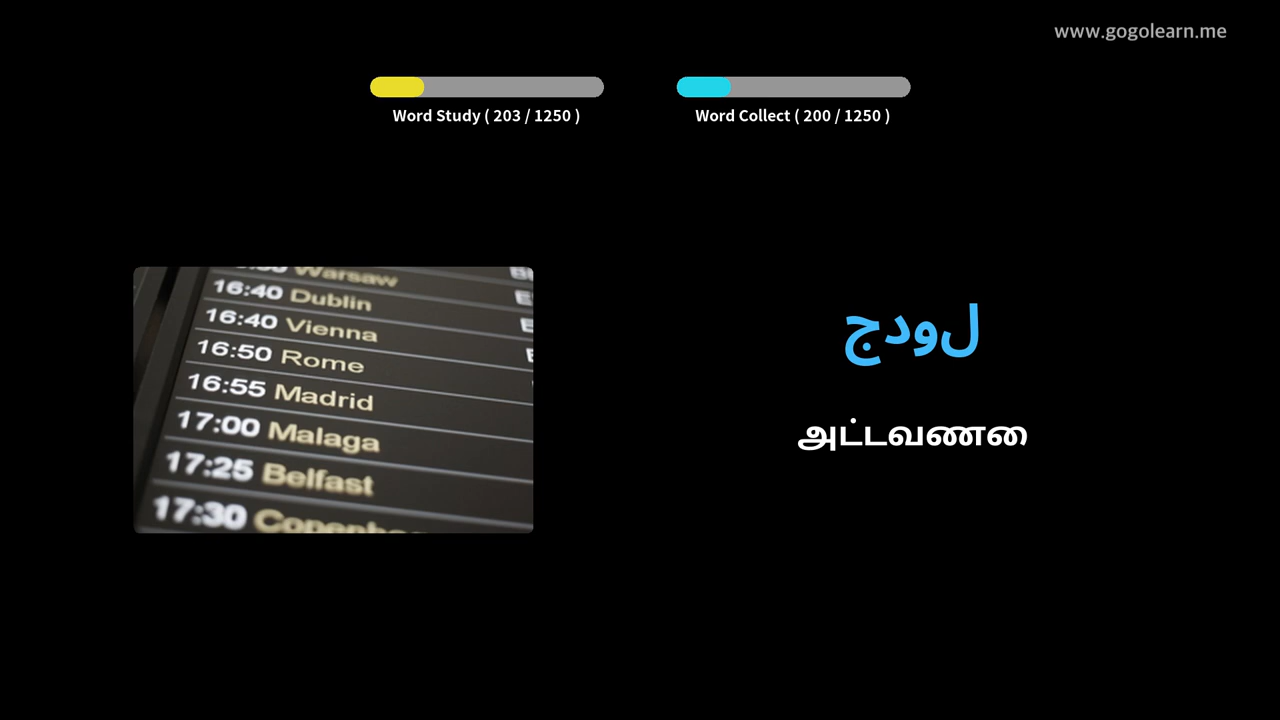 www.gogolearn.me
Word Study ( 203 / 1250 )
Word Collect ( 200 / 1250 )
Warsaw
16:40 Dublin
16:40 Vienna
16:50 Rome
16:55 Madrid
17:00 Malaga
17:25 Belfast
17:30
جدول
அட்டவணை